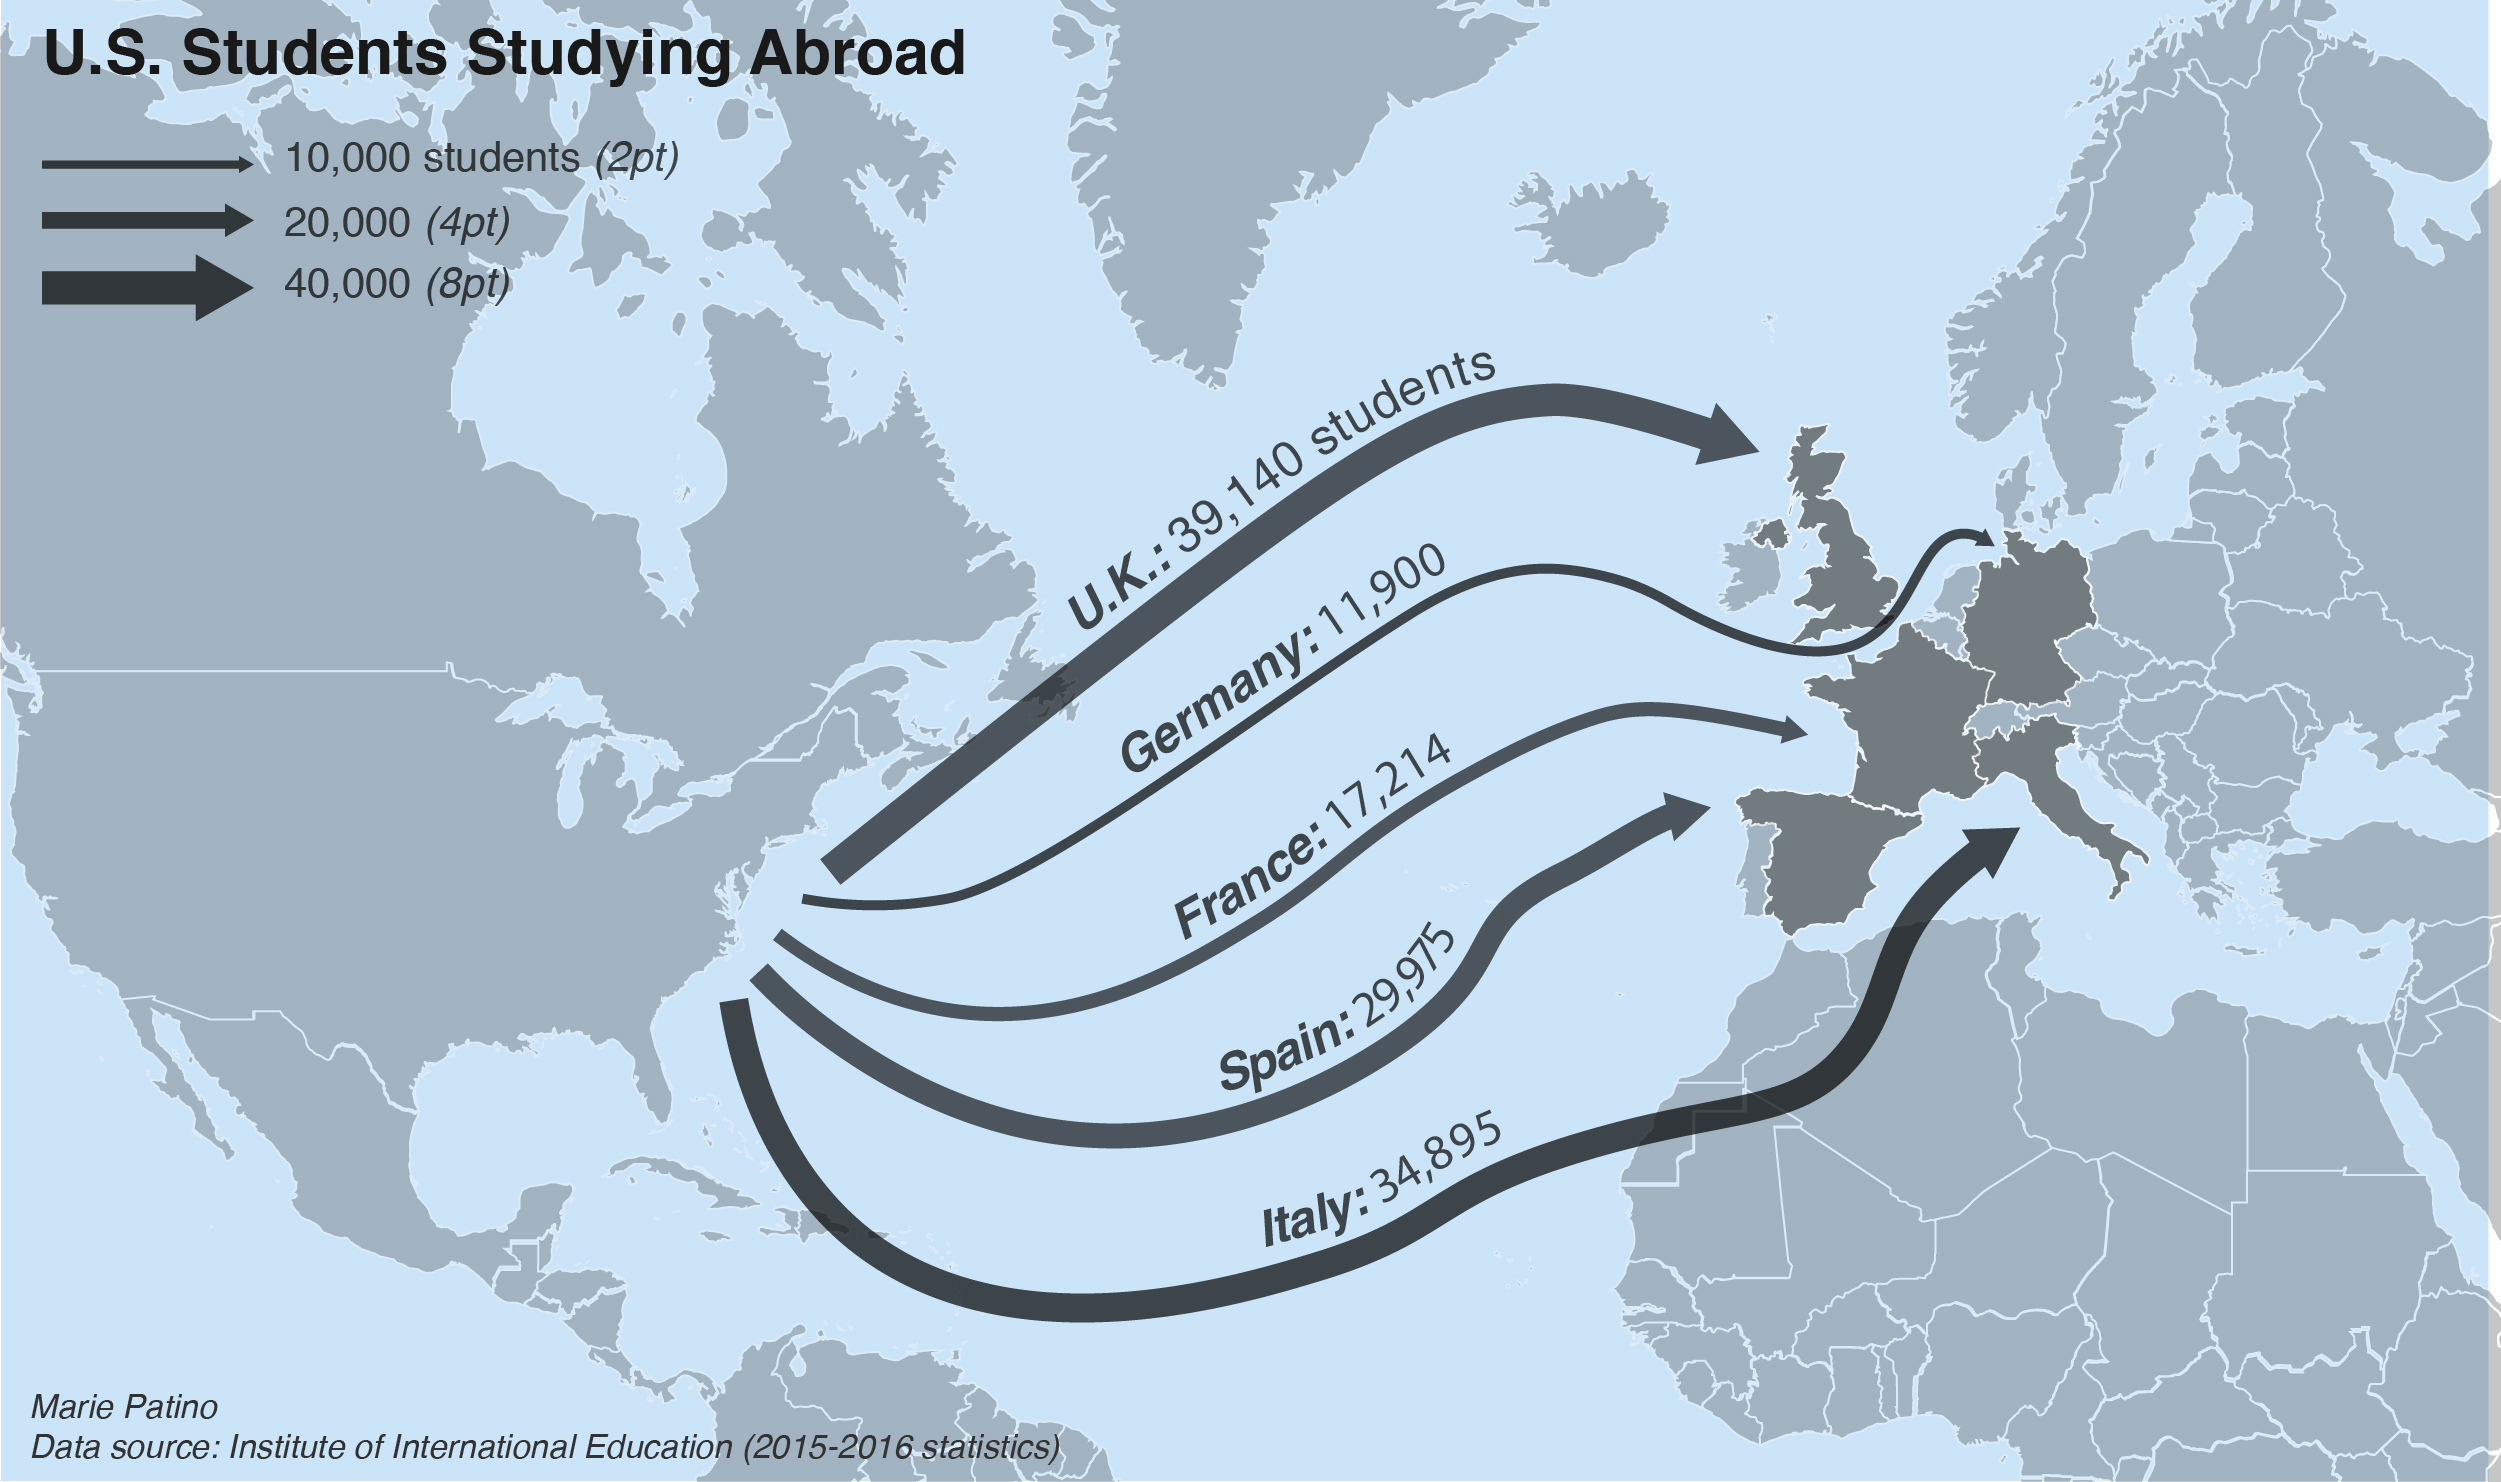 U.S. Students Studying Abroad
10,000 students (2pt)
20,000 (4pt)
40,000 (8pt)
U.K.: 39,140 students
Germany: 11,900
France: 17,214
Spain: 29,975
Italy: 34,895
Marie Patino
Data source: Institute of International Education (2015-2016 statistics)